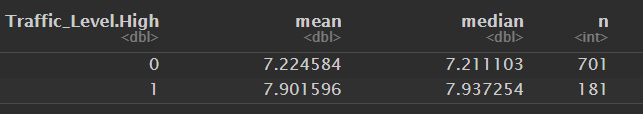 Traffic_Level.High mean median n
<dbl> <dbl> <dbl> <int>
0 7.224584 7.211103 701
1 7.901596 7.937254 181